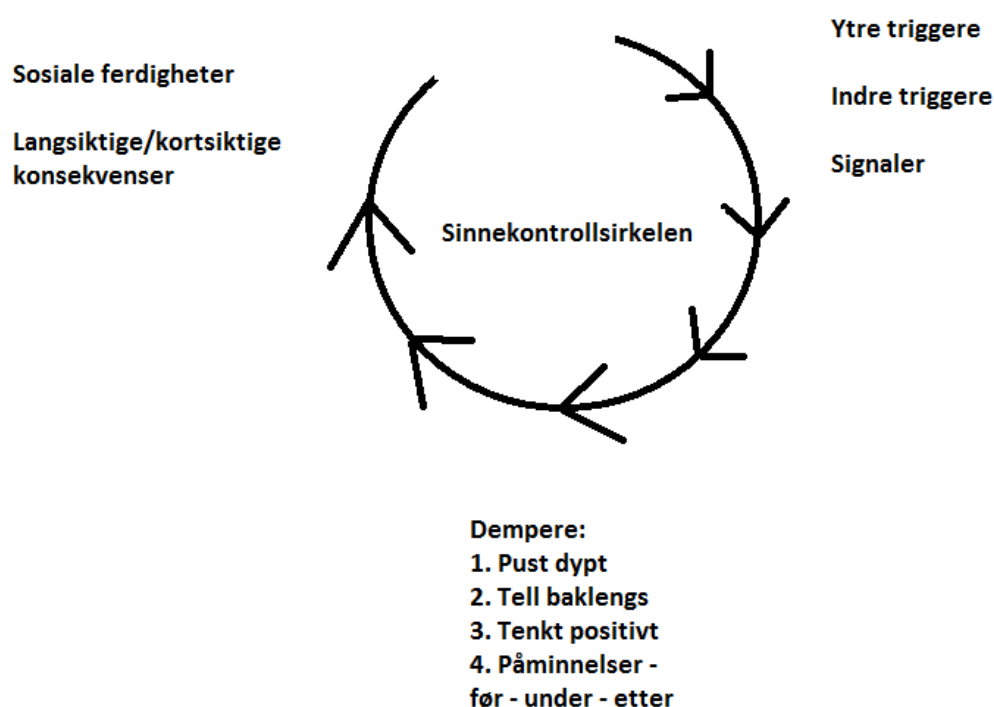 Ytre triggere
Indre triggere
Signaler
Sosiale ferdigheter
Langsiktige/kortsiktige
konsekvenser
Sinnekontrollsirkelen
Dempere:
1. Pust dypt
2. Tell baklengs
3. Tenkt positivt
4. Påminnelser -
før - under - etter